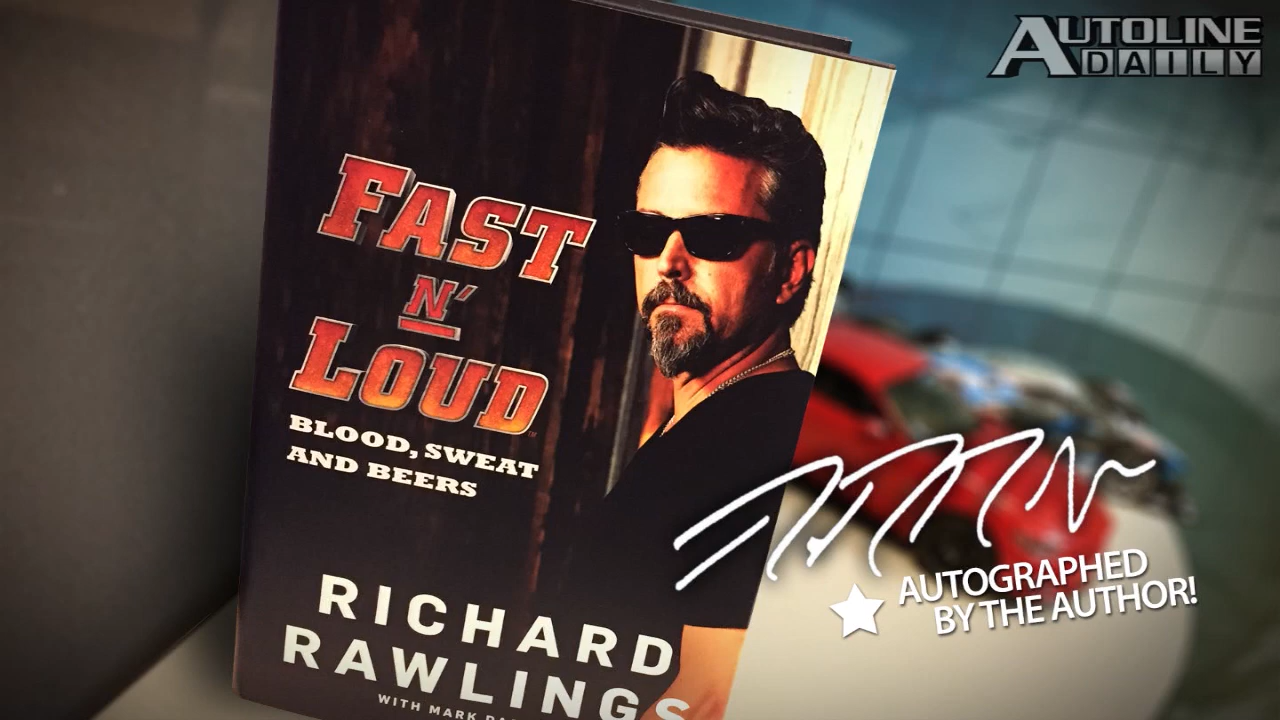 AUTOLINE
DAILY
FAST
N'
LOUD
BLOOD, SWEAT
AND BEERS
RICHARD
RAWLINGS
WITH MARK
AUTOGRAPHED
BY THE AUTHOR!